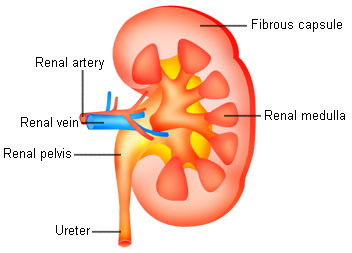 Fibrous capsule
Renal artery
Renal medulla
Renal vein
Renal pelvis
Ureter